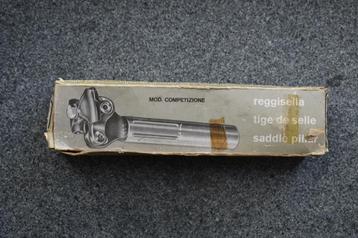 MOD. COMPETIZIONE
reggisella
tige de selle
saddle pillar